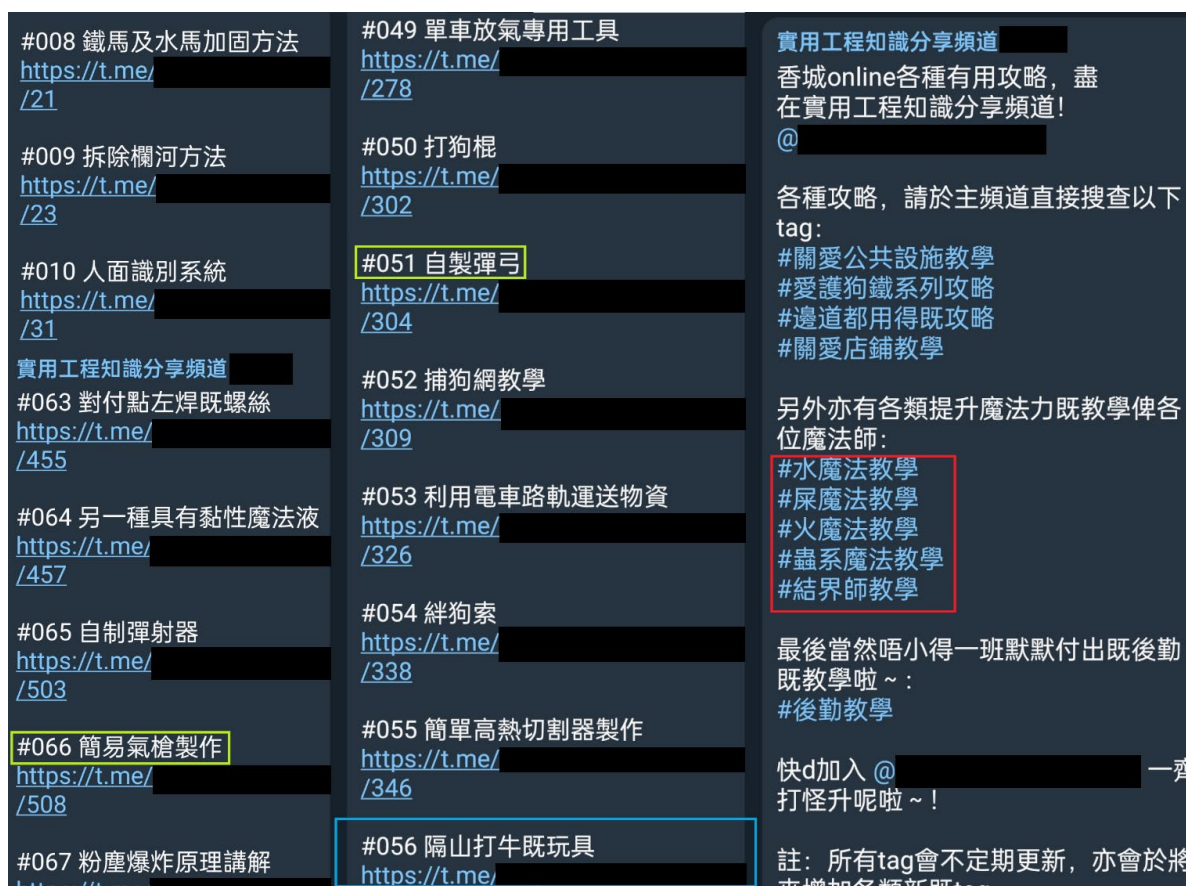 #008 鐵馬及水馬加固方法
https://t.me/
/21
#009 拆除欄河方法
https://t.me/
/23
#010 人面識別系統
https://t.me/
/31
實用工程知識分享頻道
#063 對付點左焊既螺絲
https://t.me/
/455
#064 另一種具有黏性魔法液
https://t.me/
/457
#065 自制彈射器
https://t.me/
/503
#066 簡易氣槍製作
https://t.me/
/508
#067 粉塵爆炸原理講解
#049 單車放氣專用工具
https://t.me/
/278
#050 打狗棍
https://t.me/
/302
#051 自製彈弓
https://t.me/
/304
#052 捕狗網教學
https://t.me/
/309
#053 利用電車路軌運送物資
https://t.me/
/326
#054 絆狗索
https://t.me/
/338
#055 簡單高熱切割器製作
https://t.me/
/346
#056 隔山打牛既玩具
https://t.me/
實用工程知識分享頻道
香城online各種有用攻略，盡
在實用工程知識分享頻道！
@
各種攻略，請於主頻道直接搜查以下
tag：
#關愛公共設施教學
#愛護狗鐵系列攻略
#邊道都用得既攻略
#關愛店鋪教學
另外亦有各類提升魔法力既教學俾各
位魔法師：
#水魔法教學
#屎魔法教學
#火魔法教學
#蟲系魔法教學
#結界師教學
最後當然唔小得一班默默付出既後勤
既教學啦～：
#後勤教學
快d加入 @ 一齊
打怪升呢啦～！
註：所有tag會不定期更新，亦會於將